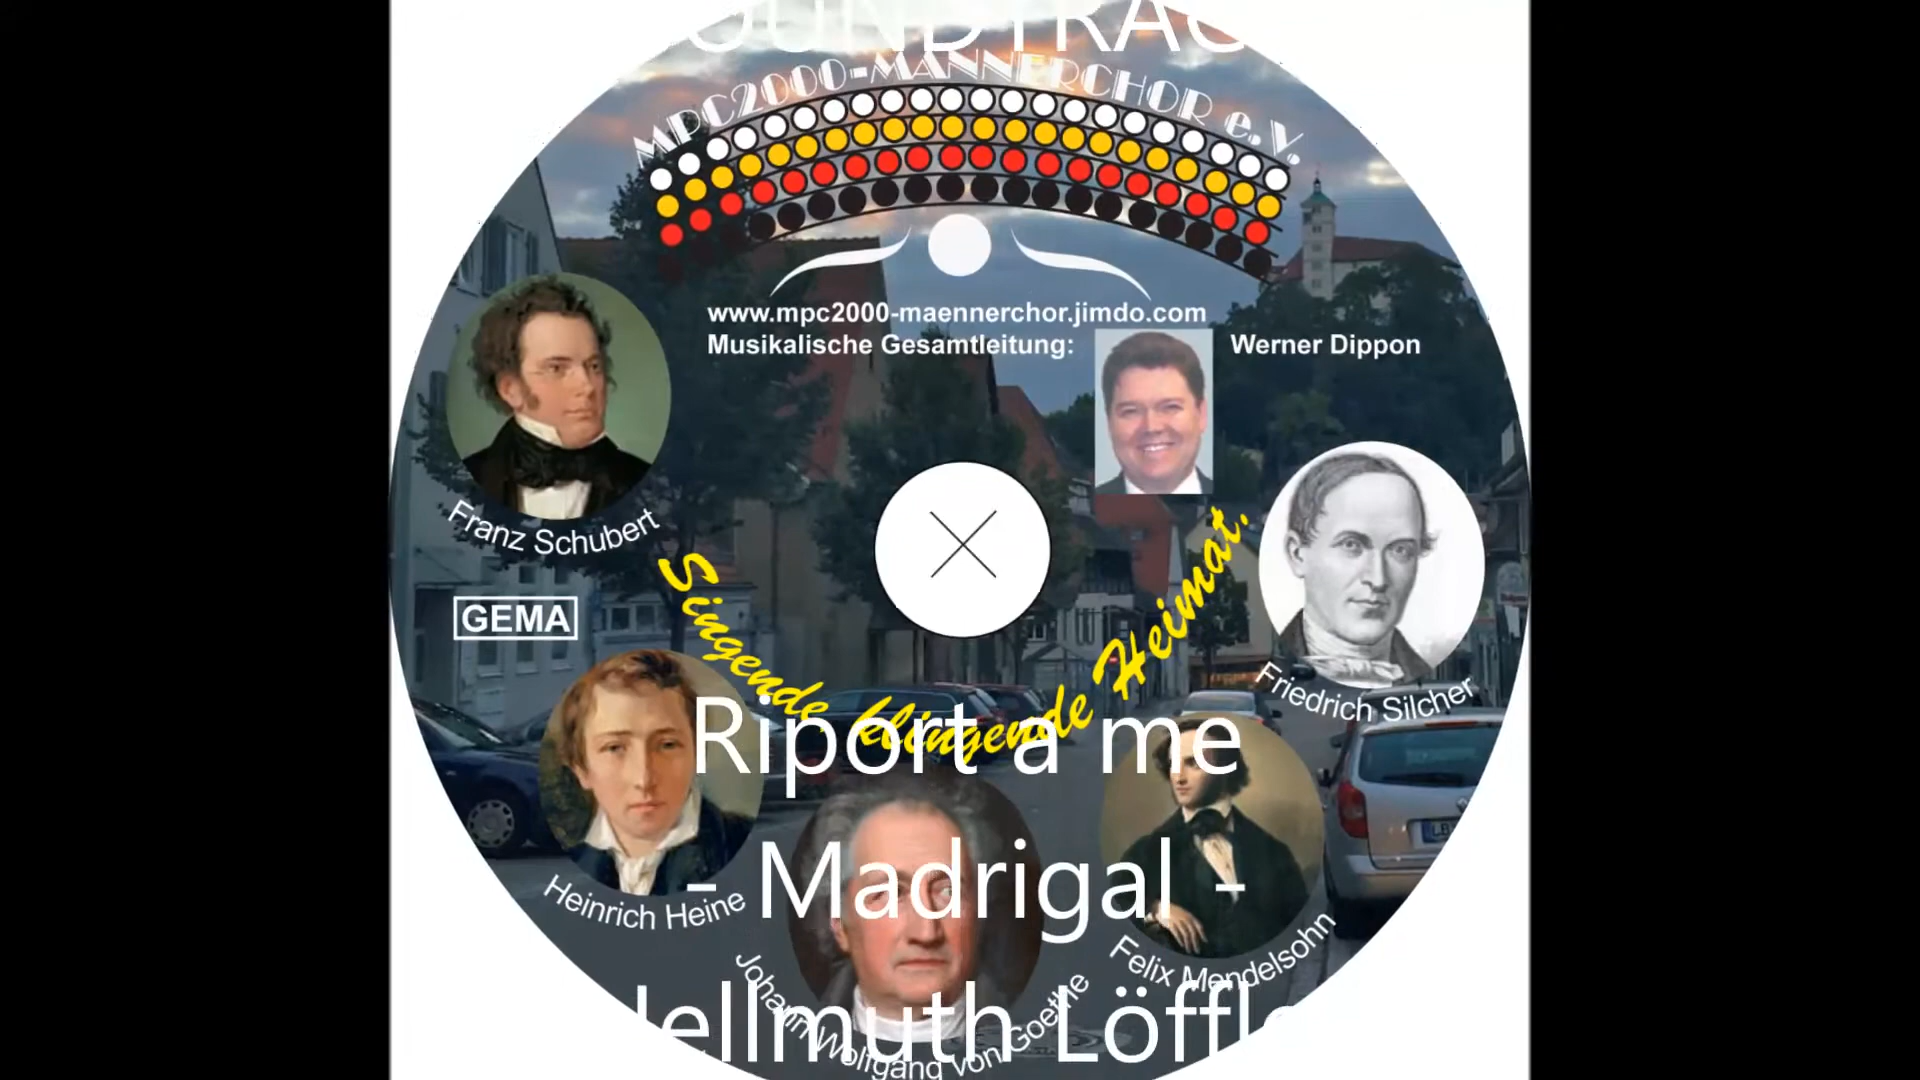 MPC2000-MÄNNERCHOR e.V.
www.mpc2000-maennerchor.jimdo.com
Musikalische Gesamtleitung:
Werner Dippon
Franz Schubert
GEMA
Singende, klingende Heimat.
Friedrich Silcher
Riport a me
Heinrich Heine
- Madrigal -
Felix Mendelsohn
Johann Wolfgang von Goethe